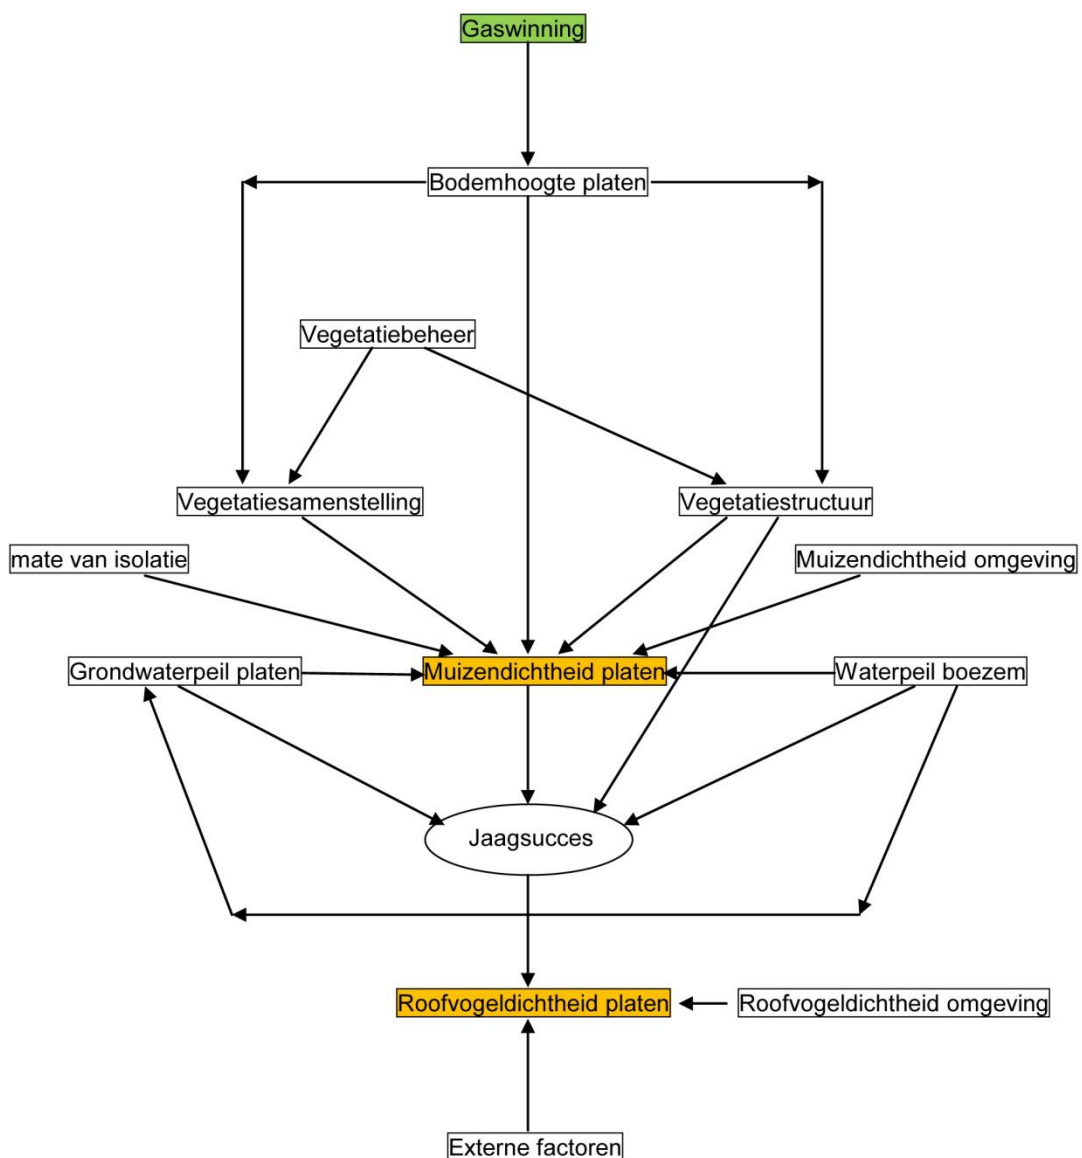 Gaswinning
Bodemhoogte platen
Vegetatiebeheer
Vegetatiesamenstelling
Vegetatiestructuur
mate van isolatie
Muizendichtheid omgeving
Grondwaterpeil platen
Muizendichtheid platen
Waterpeil boezem
Jaagsucces
Roofvogeldichtheid platen
Roofvogeldichtheid omgeving
Externe factoren